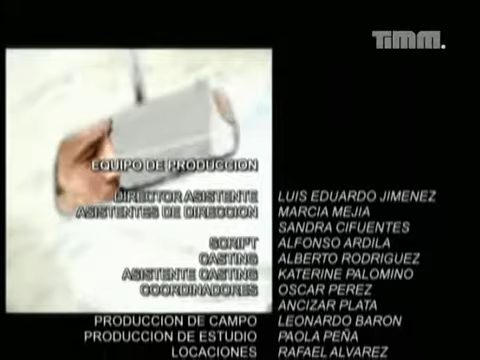 TiMM.
EQUIPO DE PRODUCCION
DIRECTOR ASISTENTE LUIS EDUARDO JIMENEZ
ASISTENTES DE DIRECCION MARCIA MEJIA
SANDRA CIFUENTES
SCRIPT ALFONSO ARDILA
CASTING ALBERTO RODRIGUEZ
ASISTENTE CASTING KATERINE PALOMINO
COORDINADORES OSCAR PEREZ
ANCIZAR PLATA
PRODUCCION DE CAMPO LEONARDO BARON
PRODUCCION DE ESTUDIO PAOLA PEÑA
LOCACIONES RAFAEL ALVAREZ